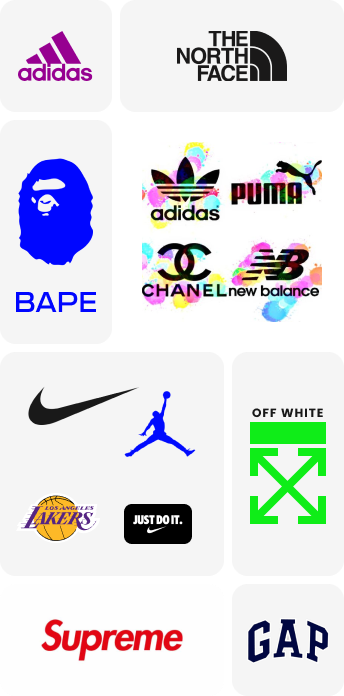 adidas
THE
NORTH
FACE
BAPE
adidas
PUMA
CHANEL
new balance
LOS ANGELES
LAKERS
JUST DO IT.
OFF WHITE
Supreme
GAP